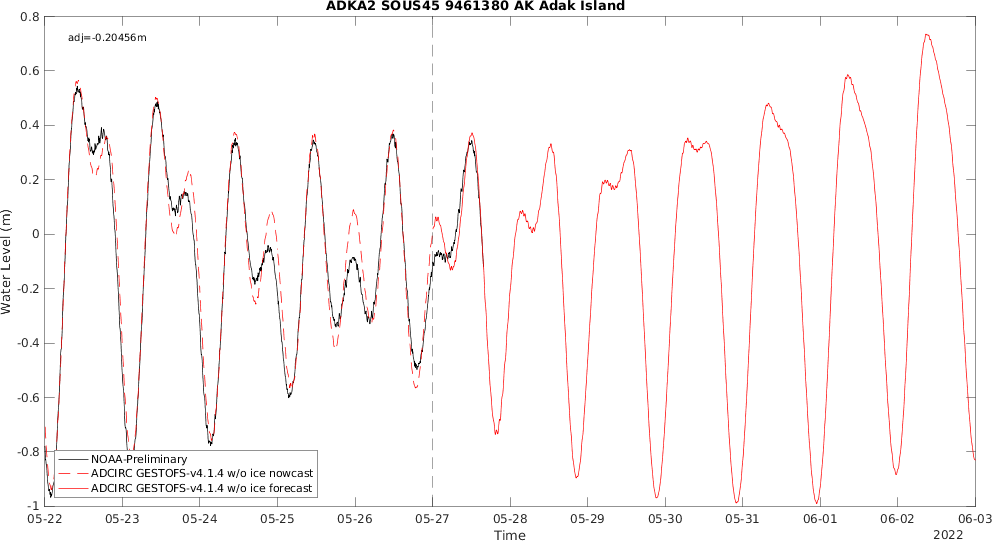 ADKA2 SOUS45 9461380 AK Adak Island
adj=-0.20456m
0.8
0.6
0.4
0.2
0
-0.2
-0.4
-0.6
-0.8
-1
Water Level (m)
NOAA-Preliminary
ADCIRC GESTOFS-v4.1.4 w/o ice nowcast
ADCIRC GESTOFS-v4.1.4 w/o ice forecast
05-22 05-23 05-24 05-25 05-26 05-27 05-28 05-29 05-30 05-31 06-01 06-02 06-03
Time
2022